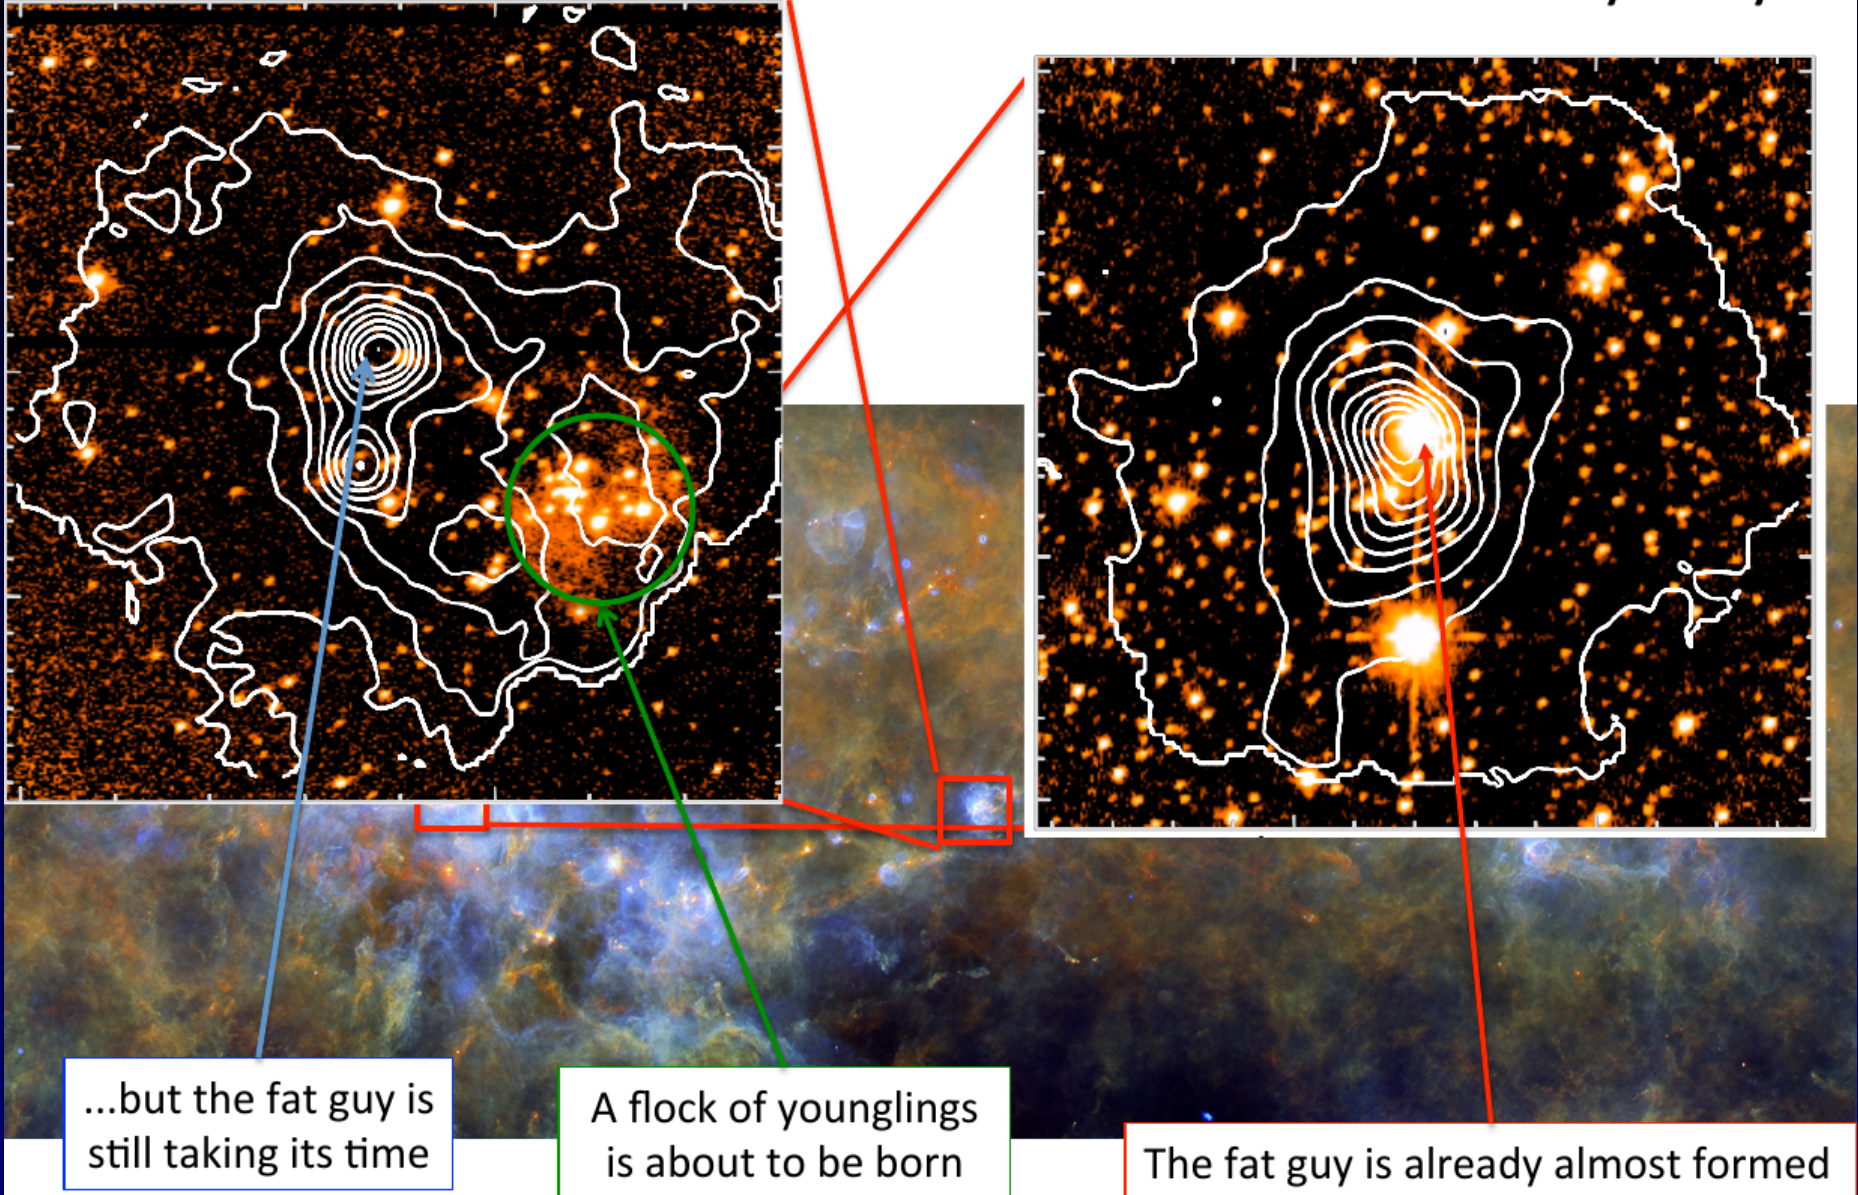 ...but the fat guy is
still taking its time
A flock of younglings
is about to be born
The fat guy is already almost formed